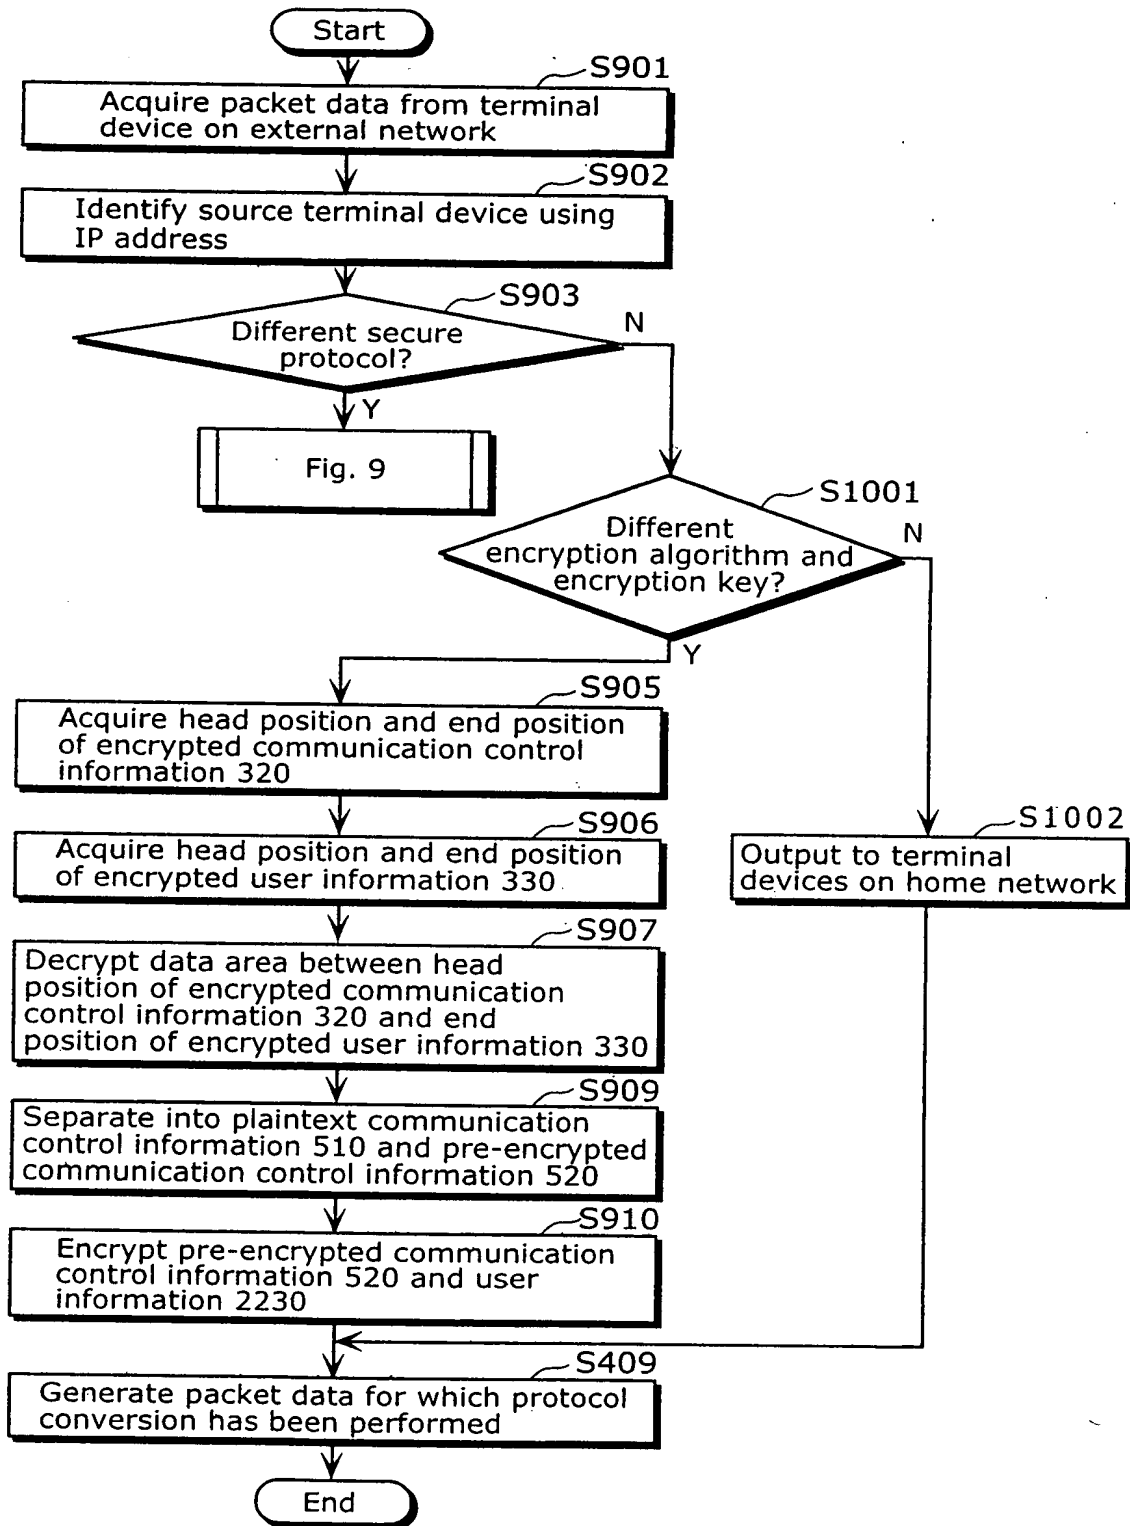 Start
S901
Acquire packet data from terminal
device on external network
S902
Identify source terminal device using
IP address
S903
Different secure
protocol?
N
Y
Fig. 9
S1001
Different
encryption algorithm and
encryption key?
N
Y
S905
Acquire head position and end position
of encrypted communication control
information 320
S906
Acquire head position and end position
of encrypted user information 330
S1002
Output to terminal
devices on home network
S907
Decrypt data area between head
position of encrypted communication
control information 320 and end
position of encrypted user information 330
S909
Separate into plaintext communication
control information 510 and pre-encrypted
communication control information 520
S910
Encrypt pre-encrypted communication
control information 520 and user
information 2230
S409
Generate packet data for which protocol
conversion has been performed
End